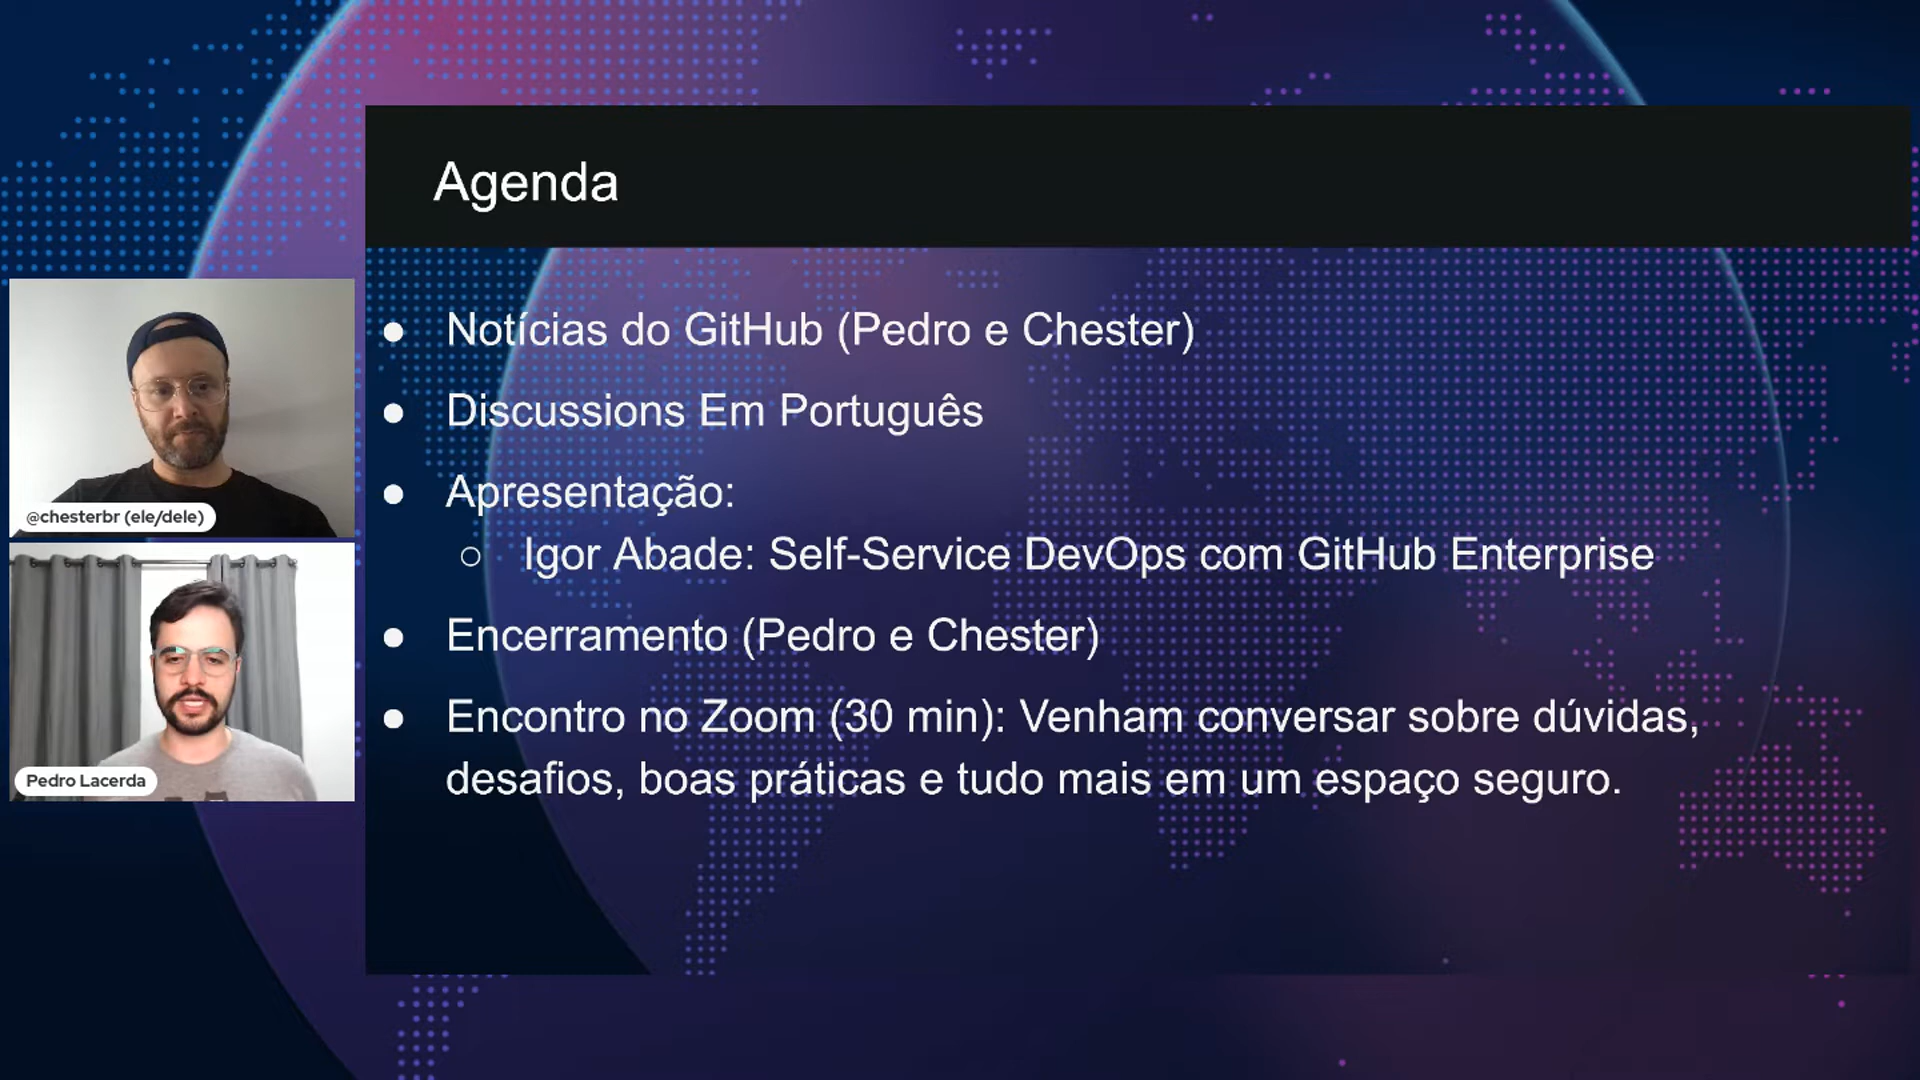 Agenda
● Notícias do GitHub (Pedro e Chester)
● Discussions Em Português
● Apresentação:
○ Igor Abade: Self-Service DevOps com GitHub Enterprise
● Encerramento (Pedro e Chester)
● Encontro no Zoom (30 min): Venham conversar sobre dúvidas,
desafios, boas práticas e tudo mais em um espaço seguro.
@chesterbr (ele/dele)
Pedro Lacerda